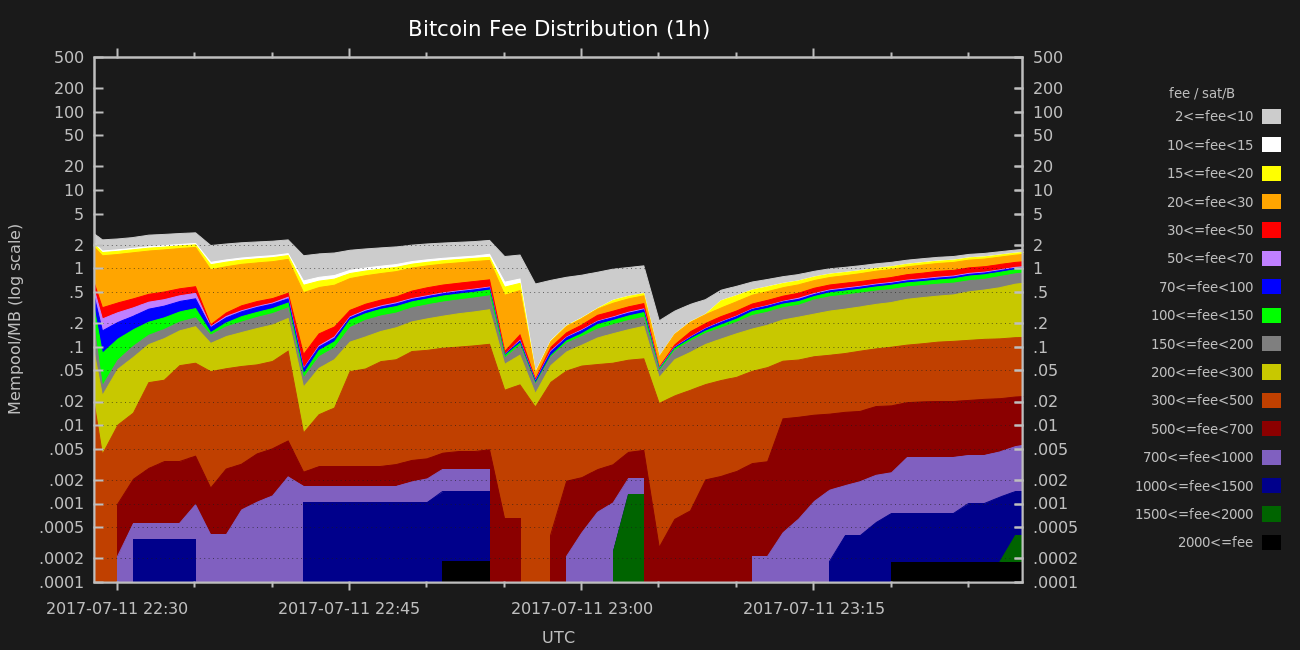 Bitcoin Fee Distribution (1h)
Mempool/MB (log scale)
500
200
100
50
20
10
5
2
1
.5
.2
.1
.05
.02
.01
.005
.002
.001
.0005
.0002
.0001
500
200
100
50
20
10
5
2
1
.5
.2
.1
.05
.02
.01
.005
.002
.001
.0005
.0002
.0001
2017-07-11 22:30
2017-07-11 22:45
2017-07-11 23:00
2017-07-11 23:15
UTC
fee / sat/B
2<=fee<10
10<=fee<15
15<=fee<20
20<=fee<30
30<=fee<50
50<=fee<70
70<=fee<100
100<=fee<150
150<=fee<200
200<=fee<300
300<=fee<500
500<=fee<700
700<=fee<1000
1000<=fee<1500
1500<=fee<2000
2000<=fee